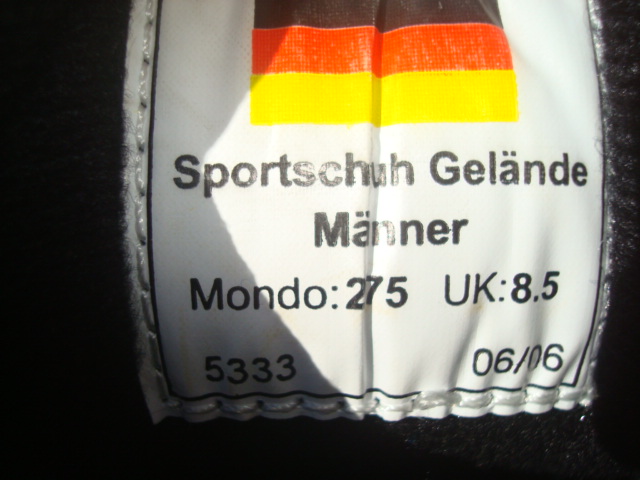 Sportschuh Gelände
Männer
Mondo: 275 UK: 8.5
5333 06/06